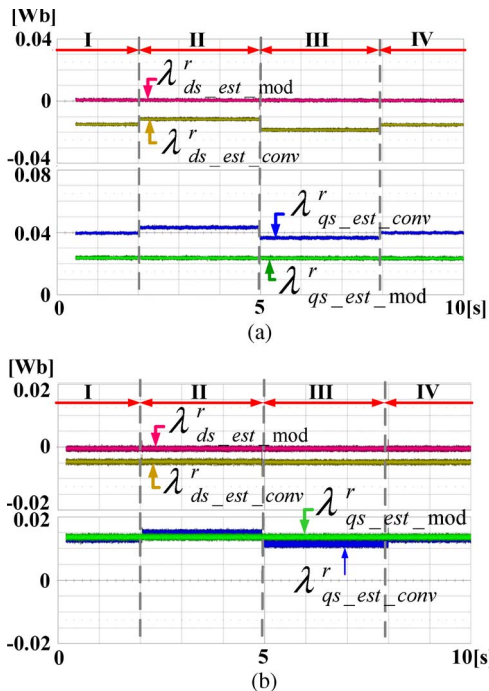 [Wb]
0.04
I II III IV
λ^r_ds_est_mod
0
λ^r_ds_est_conv
-0.04
0.08
λ^r_qs_est_conv
0.04
λ^r_qs_est_mod
0
0 5 10[s]
(a)
[Wb]
0.02
I II III IV
λ^r_ds_est_mod
0
λ^r_ds_est_conv
-0.02
0.02
λ^r_qs_est_mod
0
λ^r_qs_est_conv
-0.02
0 5 10[s]
(b)